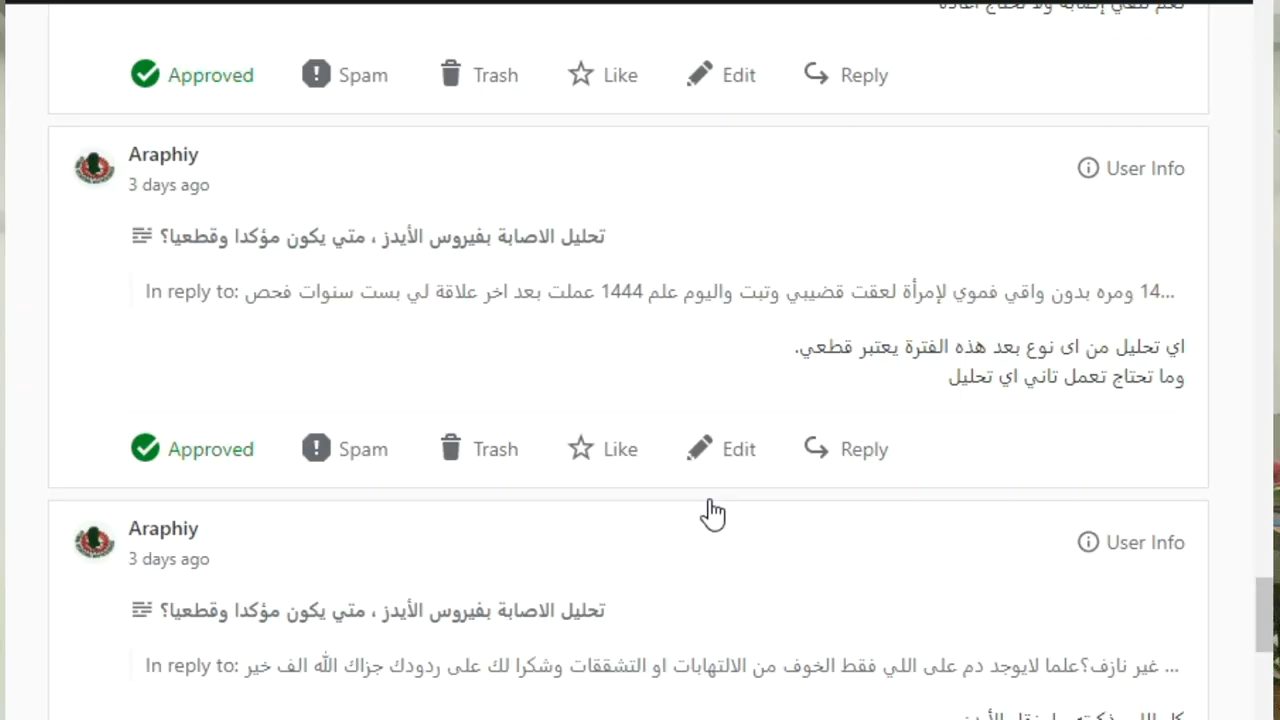 Approved Spam Trash Like Edit Reply
Araphiy
3 days ago
User Info
تحليل الاصابة بفيروس الأيدز ، متي يكون مؤكدا وقطعيا؟
In reply to: 14 ومره بدون واقي فموي لإمرأة لعقت قضيبي وتبت واليوم علم 1444 عملت بعد اخر علاقة لي بست سنوات فحص...
اي تحليل من اى نوع بعد هذه الفترة يعتبر قطعي.
وما تحتاج تعمل تاني اي تحليل
Approved Spam Trash Like Edit Reply
Araphiy
3 days ago
User Info
تحليل الاصابة بفيروس الأيدز ، متي يكون مؤكدا وقطعيا؟
In reply to: غير نازف؟علما لايوجد دم على اللي فقط الخوف من الالتهابات او التشققات وشكرا لك على ردودك جزاك الله الف خير ...